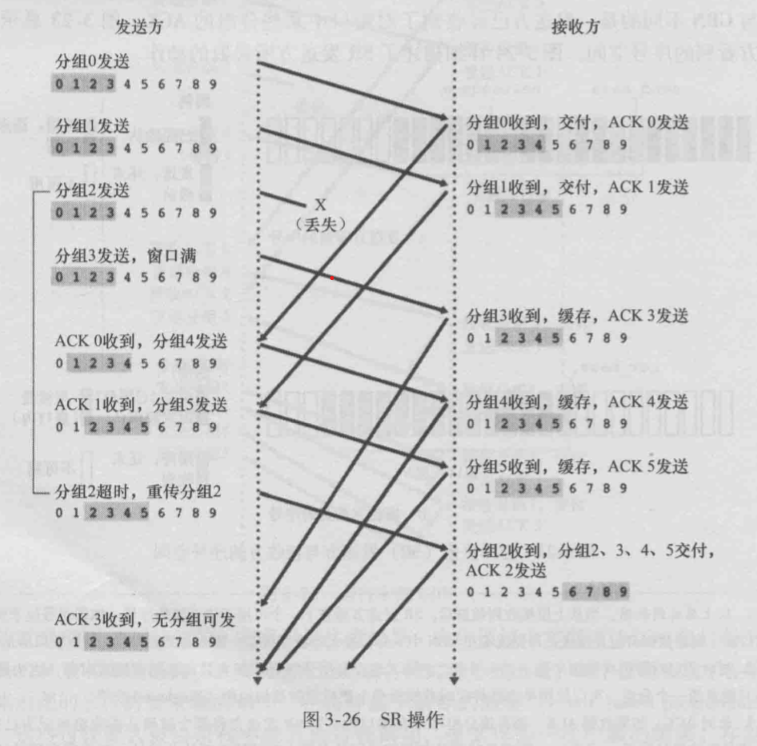 发送方
接收方
分组0发送
0 1 2 3 4 5 6 7 8 9
分组0收到，交付，ACK 0发送
0 1 2 3 4 5 6 7 8 9
分组1发送
0 1 2 3 4 5 6 7 8 9
分组1收到，交付，ACK 1发送
0 1 2 3 4 5 6 7 8 9
分组2发送
0 1 2 3 4 5 6 7 8 9
X
（丢失）
分组3发送，窗口满
0 1 2 3 4 5 6 7 8 9
分组3收到，缓存，ACK 3发送
0 1 2 3 4 5 6 7 8 9
ACK 0收到，分组4发送
0 1 2 3 4 5 6 7 8 9
分组4收到，缓存，ACK 4发送
0 1 2 3 4 5 6 7 8 9
ACK 1收到，分组5发送
0 1 2 3 4 5 6 7 8 9
分组5收到，缓存，ACK 5发送
0 1 2 3 4 5 6 7 8 9
分组2超时，重传分组2
0 1 2 3 4 5 6 7 8 9
分组2收到，分组2、3、4、5交付，
ACK 2发送
0 1 2 3 4 5 6 7 8 9
ACK 3收到，无分组可发
0 1 2 3 4 5 6 7 8 9
图 3-26 SR 操作